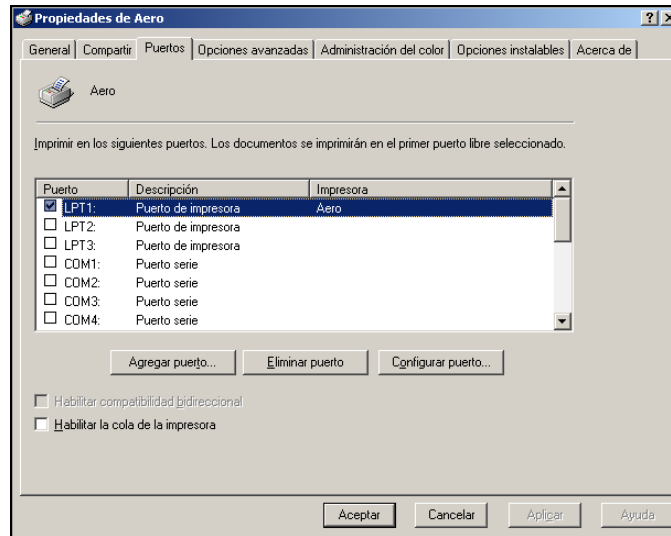 Propiedades de Aero
General Compartir Puertos Opciones avanzadas Administración del color Opciones instalables Acerca de
Aero
Imprimir en los siguientes puertos. Los documentos se imprimirán en el primer puerto libre seleccionado.
Puerto Descripción Impresora
LPT1: Puerto de impresora Aero
LPT2: Puerto de impresora
LPT3: Puerto de impresora
COM1: Puerto serie
COM2: Puerto serie
COM3: Puerto serie
COM4: Puerto serie
Agregar puerto... Eliminar puerto Configurar puerto...
Habilitar compatibilidad bidireccional
Habilitar la cola de la impresora
Aceptar Cancelar Aplicar Ayuda